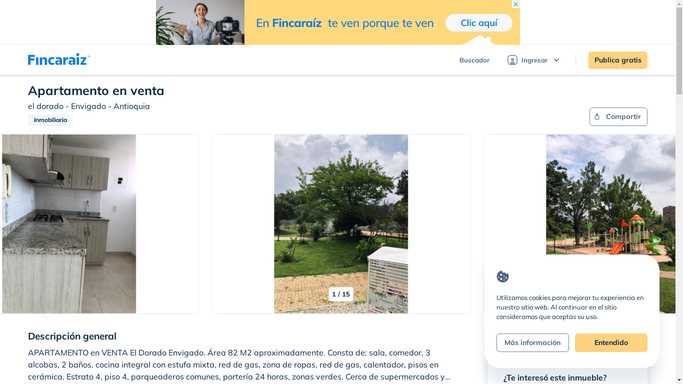 En Fincaraíz te ven porque te ven
Clic aquí
Fincaraiz
Buscador
Ingresar
Publica gratis
Apartamento en venta
el dorado - Envigado - Antioquia
Inmobiliaria
Compartir
1 / 15
Utilizamos cookies para mejorar tu experiencia en
nuestro sitio web. Al continuar en el sitio
consideramos que aceptas su uso.
Más información
Entendido
Descripción general
APARTAMENTO en VENTA El Dorado Envigado. Área 82 M2 aproximadamente. Consta de: sala, comedor, 3
alcobas, 2 baños, cocina integral con estufa mixta, red de gas, zona de ropas, red de gas, calentador, pisos en
cerámica. Estrato 4, piso 4, parqueaderos comunes, portería 24 horas, zonas verdes. Cerca de supermercados y...
¿Te interesó este inmueble?